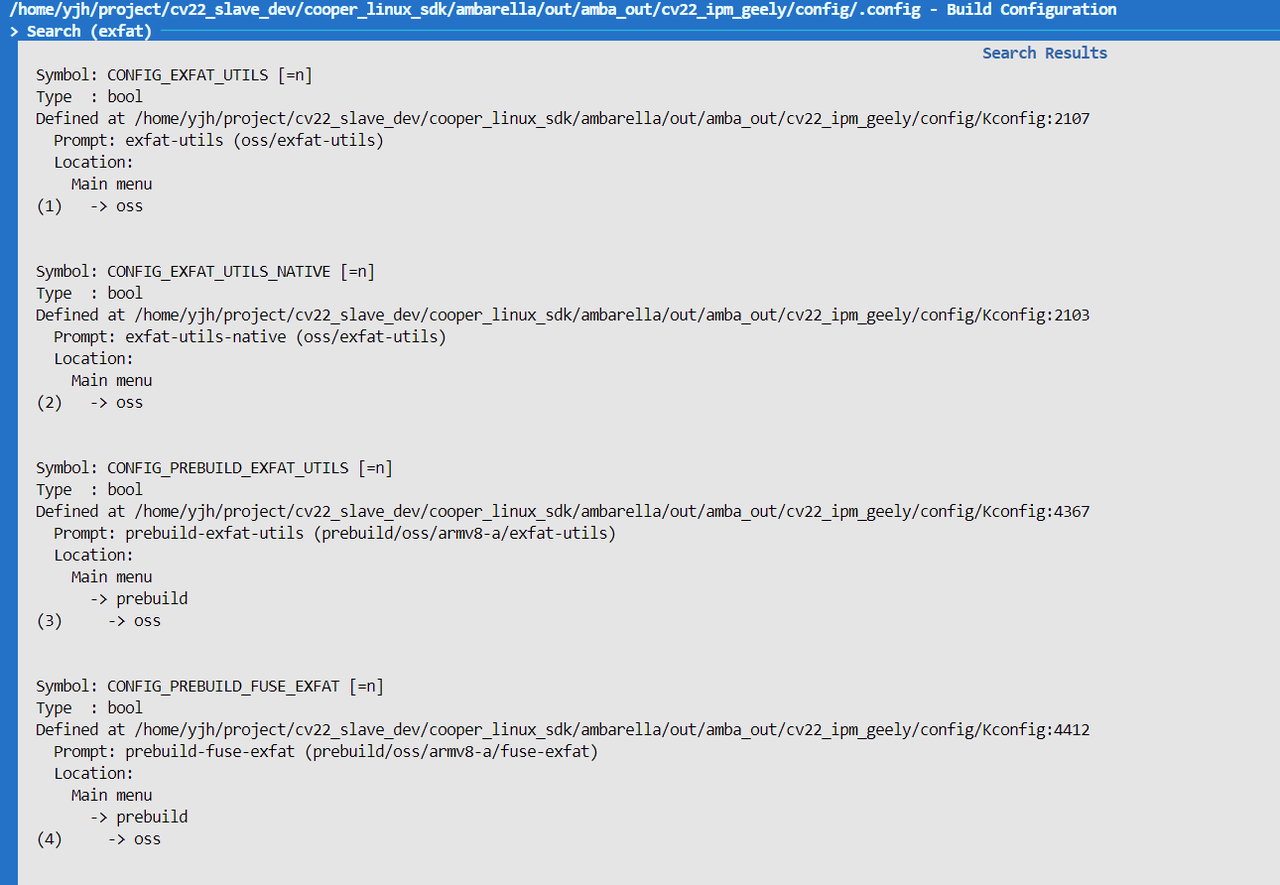 /home/yjh/project/cv22_slave_dev/cooper_linux_sdk/ambarella/out/amba_out/cv22_ipm_geely/config/.config - Build Configuration
> Search (exfat)
Search Results
Symbol: CONFIG_EXFAT_UTILS [=n]
Type  : bool
Defined at /home/yjh/project/cv22_slave_dev/cooper_linux_sdk/ambarella/out/amba_out/cv22_ipm_geely/config/Kconfig:2107
Prompt: exfat-utils (oss/exfat-utils)
Location:
Main menu
(1)   -> oss
Symbol: CONFIG_EXFAT_UTILS_NATIVE [=n]
Type  : bool
Defined at /home/yjh/project/cv22_slave_dev/cooper_linux_sdk/ambarella/out/amba_out/cv22_ipm_geely/config/Kconfig:2103
Prompt: exfat-utils-native (oss/exfat-utils)
Location:
Main menu
(2)   -> oss
Symbol: CONFIG_PREBUILD_EXFAT_UTILS [=n]
Type  : bool
Defined at /home/yjh/project/cv22_slave_dev/cooper_linux_sdk/ambarella/out/amba_out/cv22_ipm_geely/config/Kconfig:4367
Prompt: prebuild-exfat-utils (prebuild/oss/armv8-a/exfat-utils)
Location:
Main menu
-> prebuild
(3)     -> oss
Symbol: CONFIG_PREBUILD_FUSE_EXFAT [=n]
Type  : bool
Defined at /home/yjh/project/cv22_slave_dev/cooper_linux_sdk/ambarella/out/amba_out/cv22_ipm_geely/config/Kconfig:4412
Prompt: prebuild-fuse-exfat (prebuild/oss/armv8-a/fuse-exfat)
Location:
Main menu
-> prebuild
(4)     -> oss